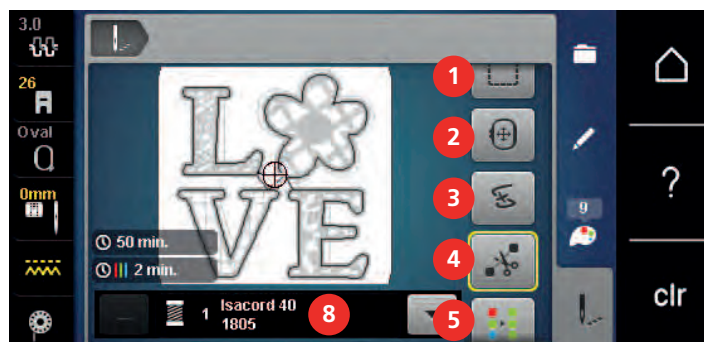 3.0
26
Oval
0mm
LOVE
50 min.
2 min.
1 Isacord 40
1805
1
2
3
4
5
8
9
?
clr